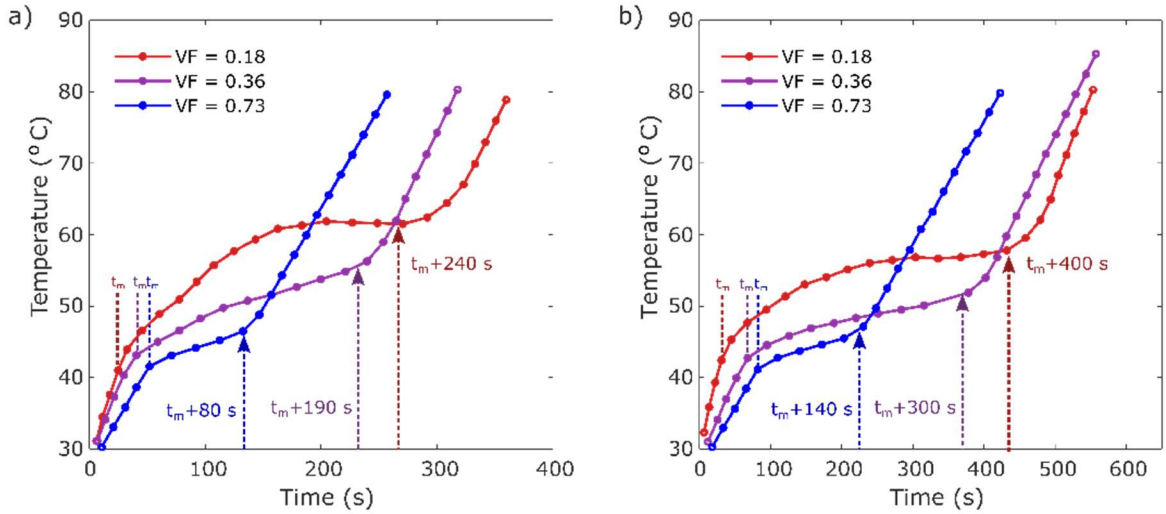 a)
90
80
70
60
50
40
30
Temperature (°C)
VF = 0.18
VF = 0.36
VF = 0.73
tm
tm
tm
tm+240 s
tm+80 s
tm+190 s
0
100
200
300
400
Time (s)
b)
90
80
70
60
50
40
30
Temperature (°C)
VF = 0.18
VF = 0.36
VF = 0.73
tm
tm
tm
tm+400 s
tm+140 s
tm+300 s
0
100
200
300
400
500
600
Time (s)